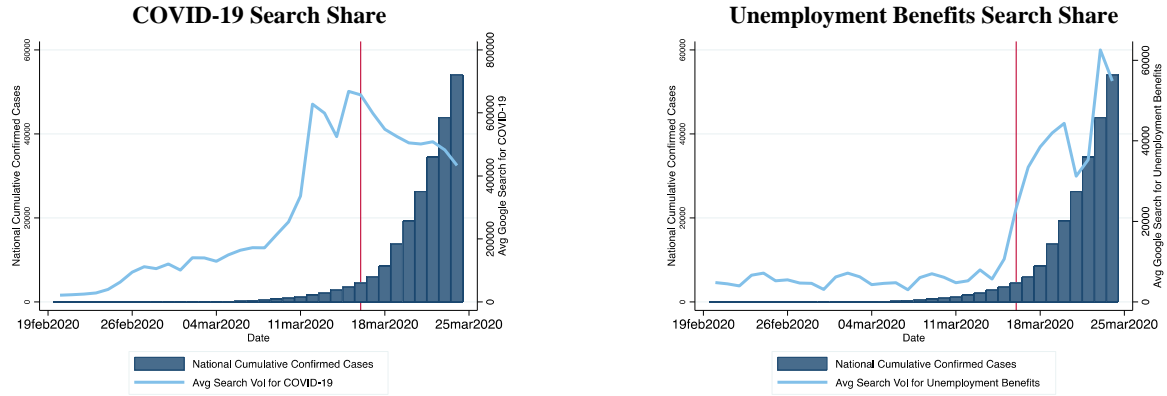 COVID-19 Search Share
National Cumulative Confirmed Cases
0
20000
40000
60000
Avg Google Search for COVID-19
0
200000
400000
600000
800000
19feb2020 26feb2020 04mar2020 11mar2020 18mar2020 25mar2020
Date
National Cumulative Confirmed Cases
Avg Search Vol for COVID-19
Unemployment Benefits Search Share
National Cumulative Confirmed Cases
0
20000
40000
60000
Avg Google Search for Unemployment Benefits
0
20000
40000
60000
19feb2020 26feb2020 04mar2020 11mar2020 18mar2020 25mar2020
Date
National Cumulative Confirmed Cases
Avg Search Vol for Unemployment Benefits